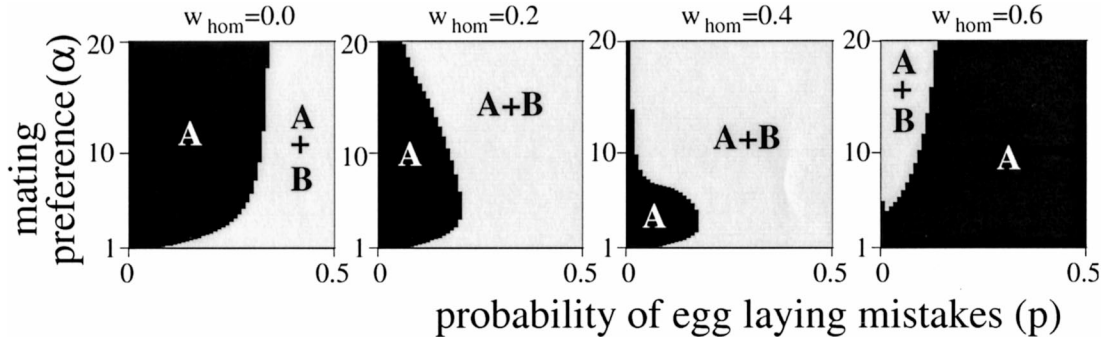 w hom=0.0 w hom=0.2 w hom=0.4 w hom=0.6
mating
preference(α)
20 20 20 20
10 10 10 10
1 1 1 1
A
A
+
B
A
A+B
A
A+B
A
+
B
A
0 0.5 0 0.5 0 0.5 0 0.5
probability of egg laying mistakes (p)